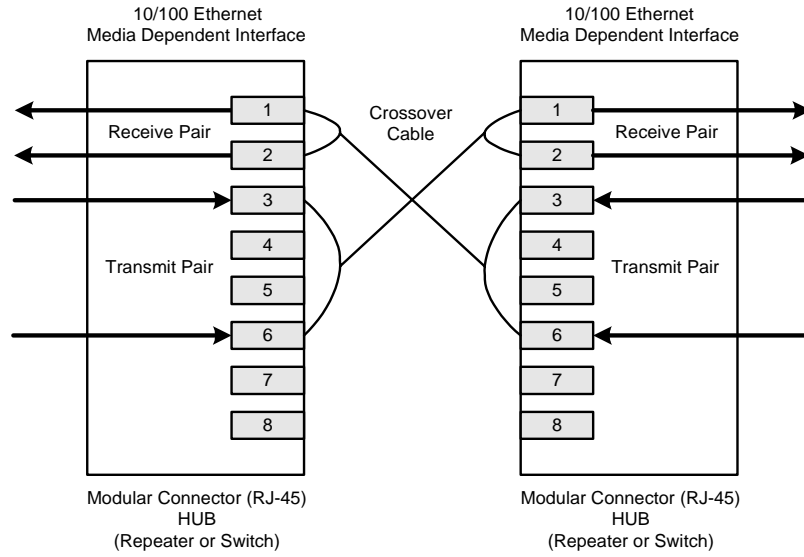 10/100 Ethernet
Media Dependent Interface
10/100 Ethernet
Media Dependent Interface
1
Receive Pair
2
3
4
Transmit Pair
5
6
7
8
Crossover
Cable
1
Receive Pair
2
3
4
Transmit Pair
5
6
7
8
Modular Connector (RJ-45)
HUB
(Repeater or Switch)
Modular Connector (RJ-45)
HUB
(Repeater or Switch)